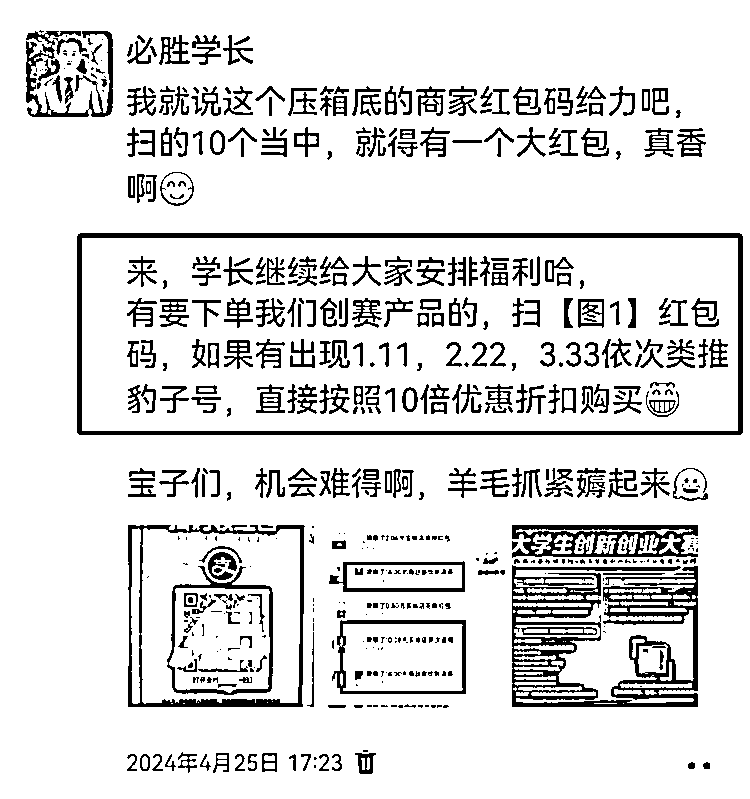 必胜学长
我就说这个压箱底的商家红包码给力吧，
扫的10个当中，就得有一个大红包，真香
啊😊
来，学长继续给大家安排福利哈，
有要下单我们创赛产品的，扫【图1】红包
码，如果有出现1.11，2.22，3.33依次类推
豹子号，直接按照10倍优惠折扣购买😁
宝子们，机会难得啊，羊毛抓紧薅起来
支
大学生创新创业大赛
2024年4月25日 17:23